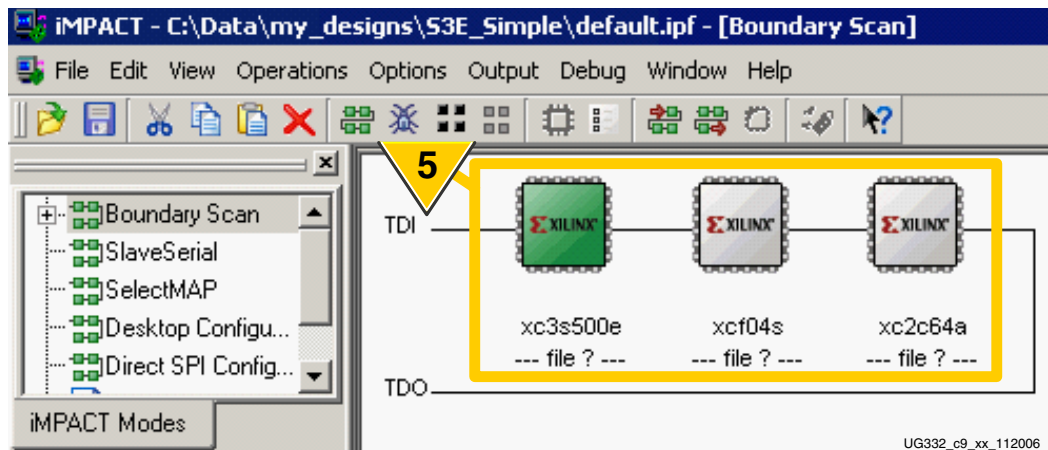 iMPACT - C:\Data\my_designs\S3E_Simple\default.ipf - [Boundary Scan]
File Edit View Operations Options Output Debug Window Help
5
Boundary Scan
SlaveSerial
SelectMAP
Desktop Configu...
Direct SPI Config...
iMPACT Modes
TDI
XILINX XILINX XILINX
xc3s500e xcf04s xc2c64a
--- file ? --- --- file ? --- --- file ? ---
TDO
UG332_c9_xx_112006